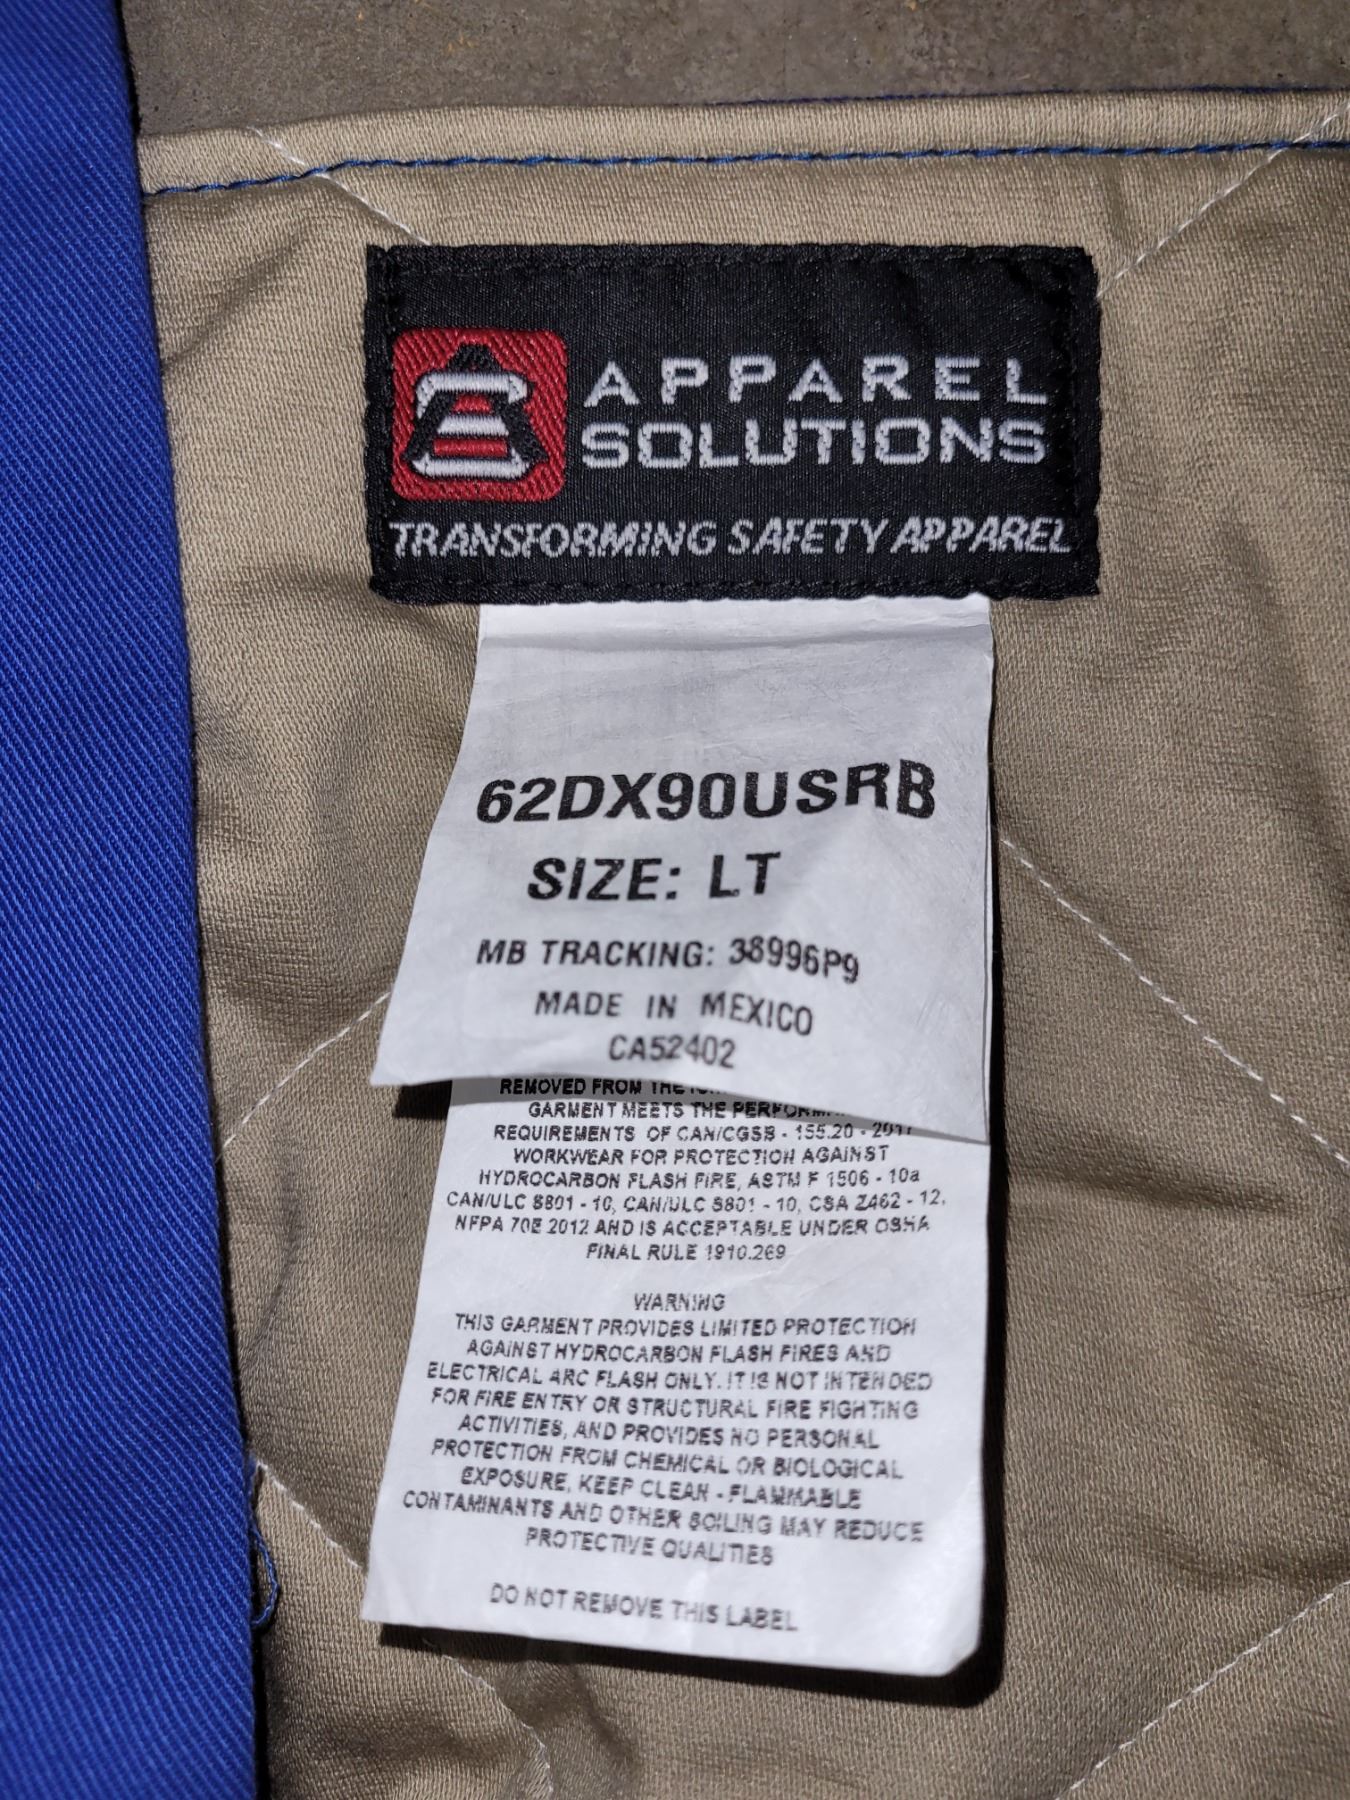 APPAREL
SOLUTIONS
TRANSFORMING SAFETY APPAREL
62DX90USRB
SIZE: LT
MB TRACKING: 38996P9
MADE IN MEXICO
CA52402
REMOVED FROM THE
GARMENT MEETS THE
REQUIREMENTS OF CAN/CGSB - 155.20 - 2017
WORKWEAR FOR PROTECTION AGAINST
HYDROCARBON FLASH FIRE, ASTM F 1506 - 10a
CAN/ULC S801 - 10, CAN/ULC S801 - 10, CSA Z462 - 12,
NFPA 70E 2012 AND IS ACCEPTABLE UNDER OSHA
FINAL RULE 1910.269
WARNING
THIS GARMENT PROVIDES LIMITED PROTECTION
AGAINST HYDROCARBON FLASH FIRES AND
ELECTRICAL ARC FLASH ONLY. IT IS NOT INTENDED
FOR FIRE ENTRY OR STRUCTURAL FIRE FIGHTING
ACTIVITIES, AND PROVIDES NO PERSONAL
PROTECTION FROM CHEMICAL OR BIOLOGICAL
EXPOSURE, KEEP CLEAN - FLAMMABLE
CONTAMINANTS AND OTHER SOILING MAY REDUCE
PROTECTIVE QUALITIES
DO NOT REMOVE THIS LABEL